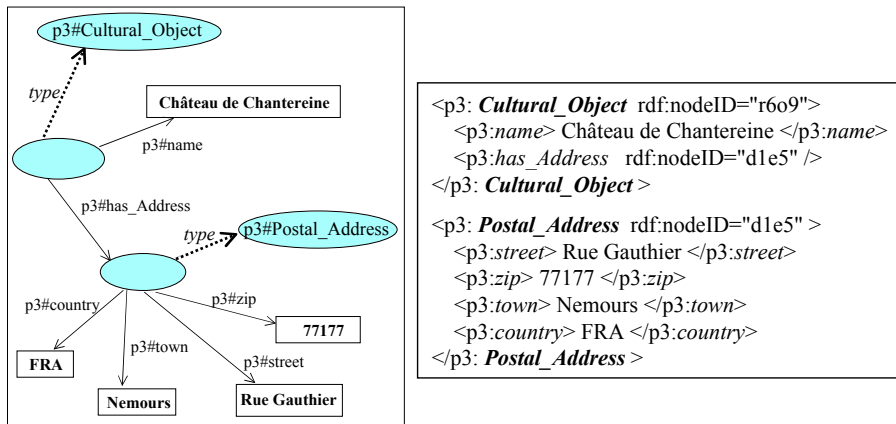 p3#Cultural_Object
type
Château de Chantereine
p3#name
p3#has_Address
type
p3#Postal_Address
p3#country
p3#zip
77177
p3#town
FRA
p3#street
Nemours
Rue Gauthier
<p3: Cultural_Object rdf:nodeID="r6o9">
<p3:name> Château de Chantereine </p3:name>
<p3:has_Address rdf:nodeID="d1e5" />
</p3: Cultural_Object >
<p3: Postal_Address rdf:nodeID="d1e5" >
<p3:street> Rue Gauthier </p3:street>
<p3:zip> 77177 </p3:zip>
<p3:town> Nemours </p3:town>
<p3:country> FRA </p3:country>
</p3: Postal_Address >